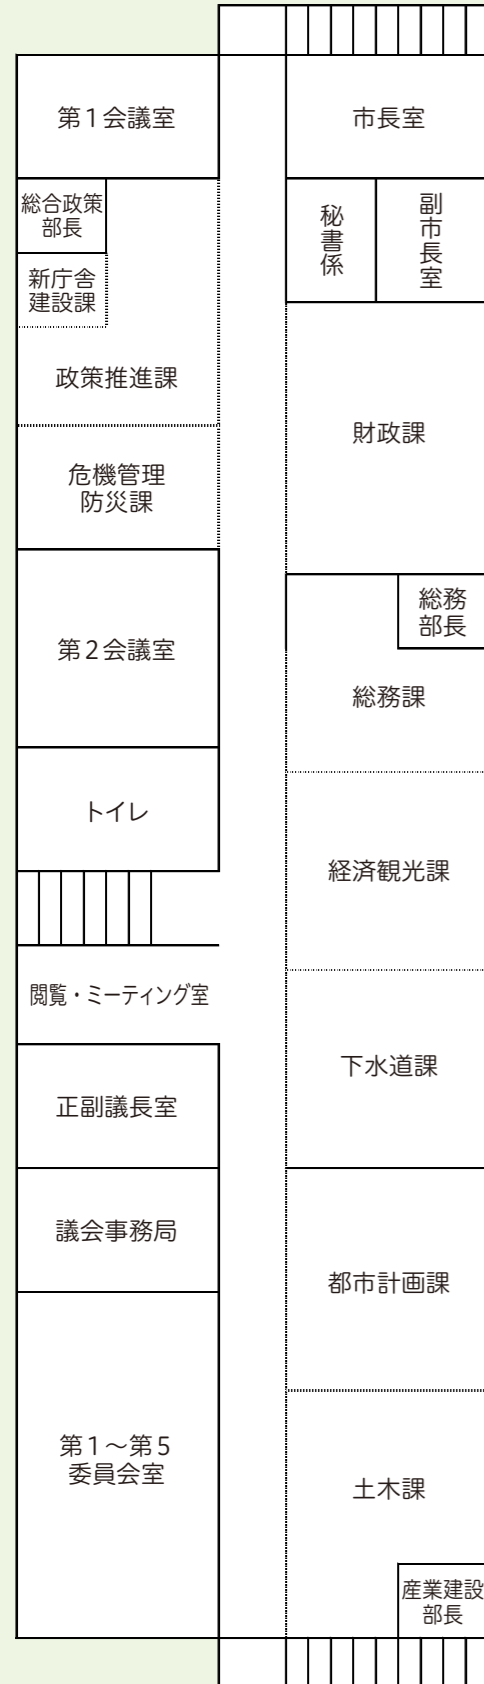 第1会議室
総合政策
部長
新庁舎
建設課
政策推進課
危機管理
防災課
第2会議室
トイレ
閲覧・ミーティング室
正副議長室
議会事務局
第1～第5
委員会室
市長室
秘書係
副市長室
財政課
総務
部長
総務課
経済観光課
下水道課
都市計画課
土木課
産業建設
部長